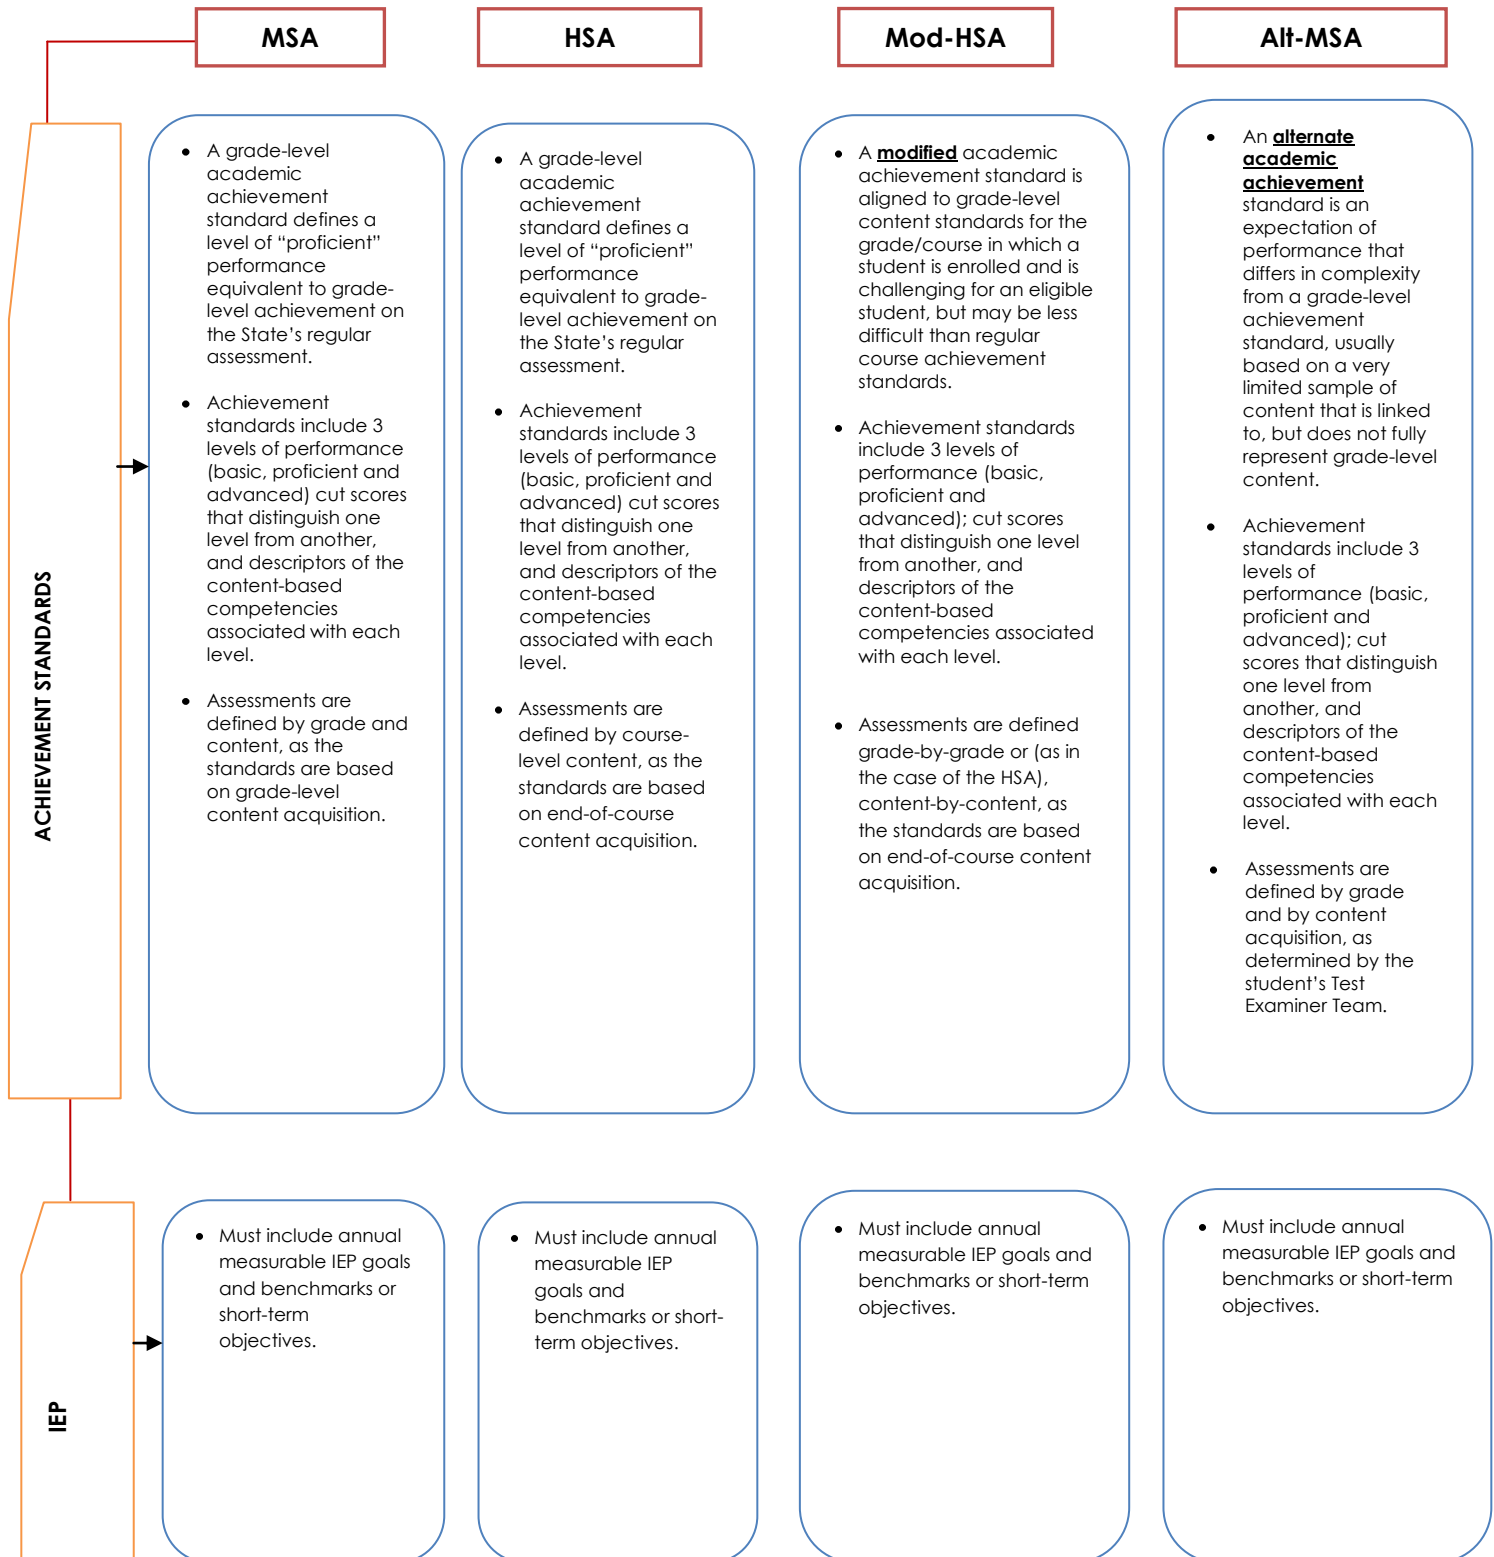 MSA
HSA
Mod-HSA
Alt-MSA
ACHIEVEMENT STANDARDS
• A grade-level
academic
achievement
standard defines a
level of “proficient”
performance
equivalent to grade-
level achievement on
the State’s regular
assessment.
• Achievement
standards include 3
levels of performance
(basic, proficient and
advanced) cut scores
that distinguish one
level from another,
and descriptors of the
content-based
competencies
associated with each
level.
• Assessments are
defined by grade and
content, as the
standards are based
on grade-level
content acquisition.
• A grade-level
academic
achievement
standard defines a
level of “proficient”
performance
equivalent to grade-
level achievement on
the State’s regular
assessment.
• Achievement
standards include 3
levels of performance
(basic, proficient and
advanced) cut scores
that distinguish one
level from another,
and descriptors of the
content-based
competencies
associated with each
level.
• Assessments are
defined by course-
level content, as the
standards are based
on end-of-course
content acquisition.
• A modified academic
achievement standard is
aligned to grade-level
content standards for the
grade/course in which a
student is enrolled and is
challenging for an eligible
student, but may be less
difficult than regular
course achievement
standards.
• Achievement standards
include 3 levels of
performance (basic,
proficient and
advanced); cut scores
that distinguish one level
from another, and
descriptors of the
content-based
competencies associated
with each level.
• Assessments are defined
grade-by-grade or (as in
the case of the HSA),
content-by-content, as
the standards are based
on end-of-course content
acquisition.
• An alternate
academic
achievement
standard is an
expectation of
performance that
differs in complexity
from a grade-level
achievement
standard, usually
based on a very
limited sample of
content that is linked
to, but does not fully
represent grade-level
content.
• Achievement
standards include 3
levels of
performance (basic,
proficient and
advanced); cut
scores that distinguish
one level from
another, and
descriptors of the
content-based
competencies
associated with each
level.
• Assessments are
defined by grade
and by content
acquisition, as
determined by the
student’s Test
Examiner Team.
IEP
• Must include annual
measurable IEP goals
and benchmarks or
short-term
objectives.
• Must include annual
measurable IEP
goals and
benchmarks or short-
term objectives.
• Must include annual
measurable IEP goals and
benchmarks or short-term
objectives.
• Must include annual
measurable IEP goals and
benchmarks or short-term
objectives.